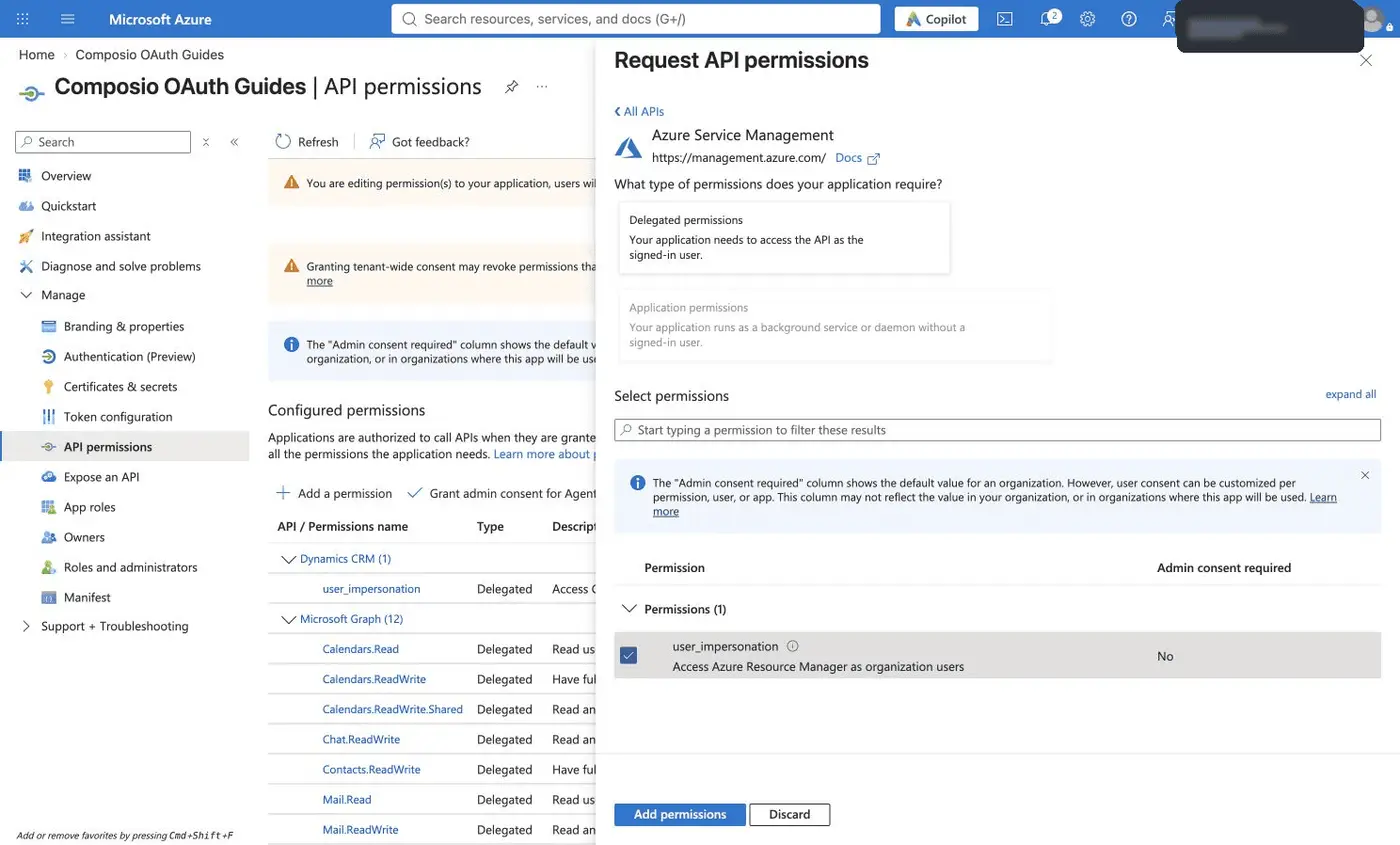 Microsoft Azure
Search resources, services, and docs (G+/)
Copilot
2
Home › Composio OAuth Guides
Composio OAuth Guides | API permissions
...
Search
Overview
Quickstart
Integration assistant
Diagnose and solve problems
Manage
Branding & properties
Authentication (Preview)
Certificates & secrets
Token configuration
API permissions
Expose an API
App roles
Owners
Roles and administrators
Manifest
Support + Troubleshooting
Add or remove favorites by pressing Cmd+Shift+F
Refresh
Got feedback?
You are editing permission(s) to your application, users wi
Granting tenant-wide consent may revoke permissions tha
more
The "Admin consent required" column shows the default v
organization, or in organizations where this app will be use
Configured permissions
Applications are authorized to call APIs when they are grante
all the permissions the application needs. Learn more about p
Add a permission
Grant admin consent for Agent
API / Permissions name Type Descript
Dynamics CRM (1)
user_impersonation Delegated Access C
Microsoft Graph (12)
Calendars.Read Delegated Read us
Calendars.ReadWrite Delegated Have ful
Calendars.ReadWrite.Shared Delegated Read an
Chat.ReadWrite Delegated Read an
Contacts.ReadWrite Delegated Have ful
Mail.Read Delegated Read us
Mail.ReadWrite Delegated Read an
Request API permissions
All APIs
Azure Service Management
https://management.azure.com/ Docs
What type of permissions does your application require?
Delegated permissions
Your application needs to access the API as the
signed-in user.
Application permissions
Your application runs as a background service or daemon without a
signed-in user.
Select permissions
expand all
Start typing a permission to filter these results
The "Admin consent required" column shows the default value for an organization. However, user consent can be customized per
permission, user, or app. This column may not reflect the value in your organization, or in organizations where this app will be used. Learn
more
Permission Admin consent required
Permissions (1)
user_impersonation
Access Azure Resource Manager as organization users
No
Add permissions
Discard